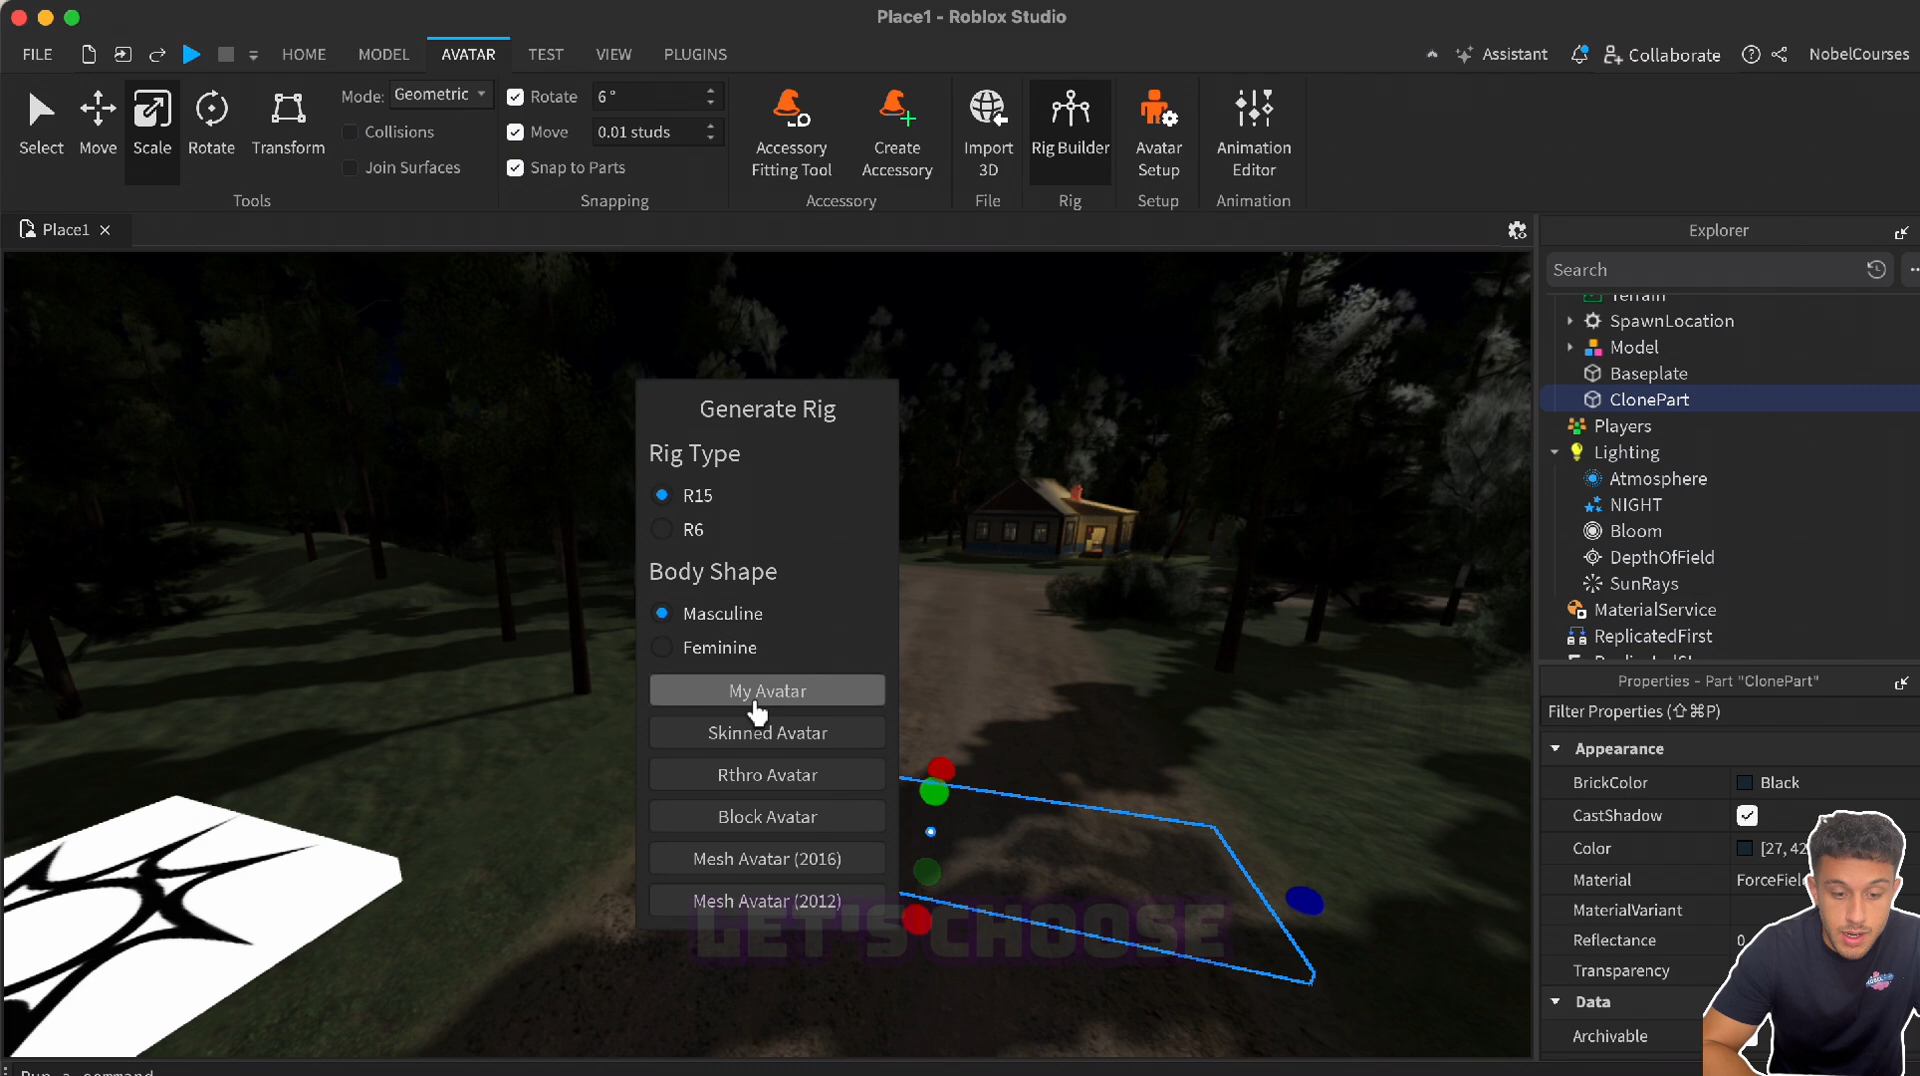 Place1 - Roblox Studio
FILE HOME MODEL AVATAR TEST VIEW PLUGINS Assistant Collaborate NobelCourses
Select Move Scale Rotate Transform
Mode: Geometric
Collisions
Join Surfaces
Rotate 6°
Move 0.01 studs
Snap to Parts
Accessory Fitting Tool
Create Accessory
Import 3D
Rig Builder
Avatar Setup
Animation Editor
Tools Snapping Accessory File Rig Setup Animation
Place1
Explorer
Search
Terrain
SpawnLocation
Model
Baseplate
ClonePart
Players
Lighting
Atmosphere
NIGHT
Bloom
DepthOfField
SunRays
MaterialService
ReplicatedFirst
Generate Rig
Rig Type
R15
R6
Body Shape
Masculine
Feminine
My Avatar
Skinned Avatar
Rthro Avatar
Block Avatar
Mesh Avatar (2016)
Mesh Avatar (2012)
LET'S CHOOSE
Properties - Part "ClonePart"
Filter Properties (⇧⌘P)
Appearance
BrickColor Black
CastShadow
Color [27, 42
Material ForceFiel
MaterialVariant
Reflectance 0
Transparency
Data
Archivable
Run a command